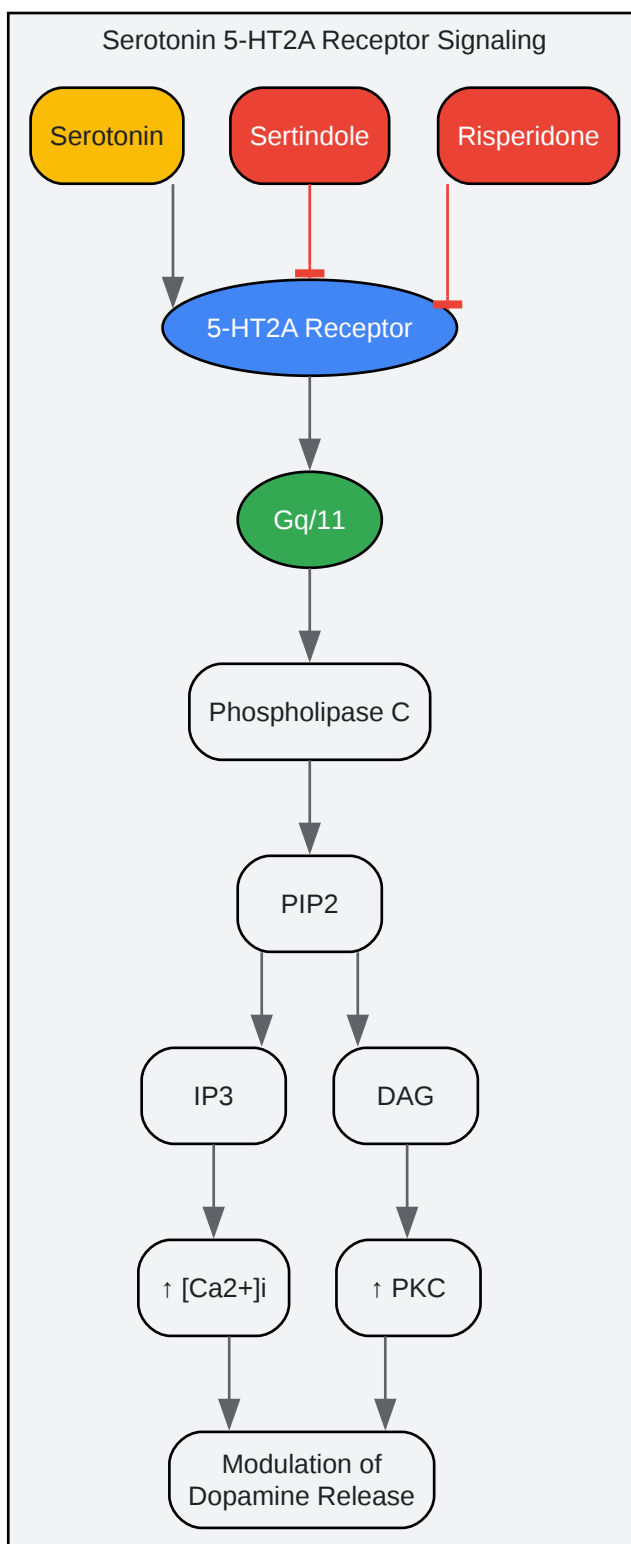 Serotonin 5-HT2A Receptor Signaling
Serotonin
Sertindole
Risperidone
5-HT2A Receptor
Gq/11
Phospholipase C
PIP2
IP3
DAG
↑ [Ca2+]i
↑ PKC
Modulation of
Dopamine Release